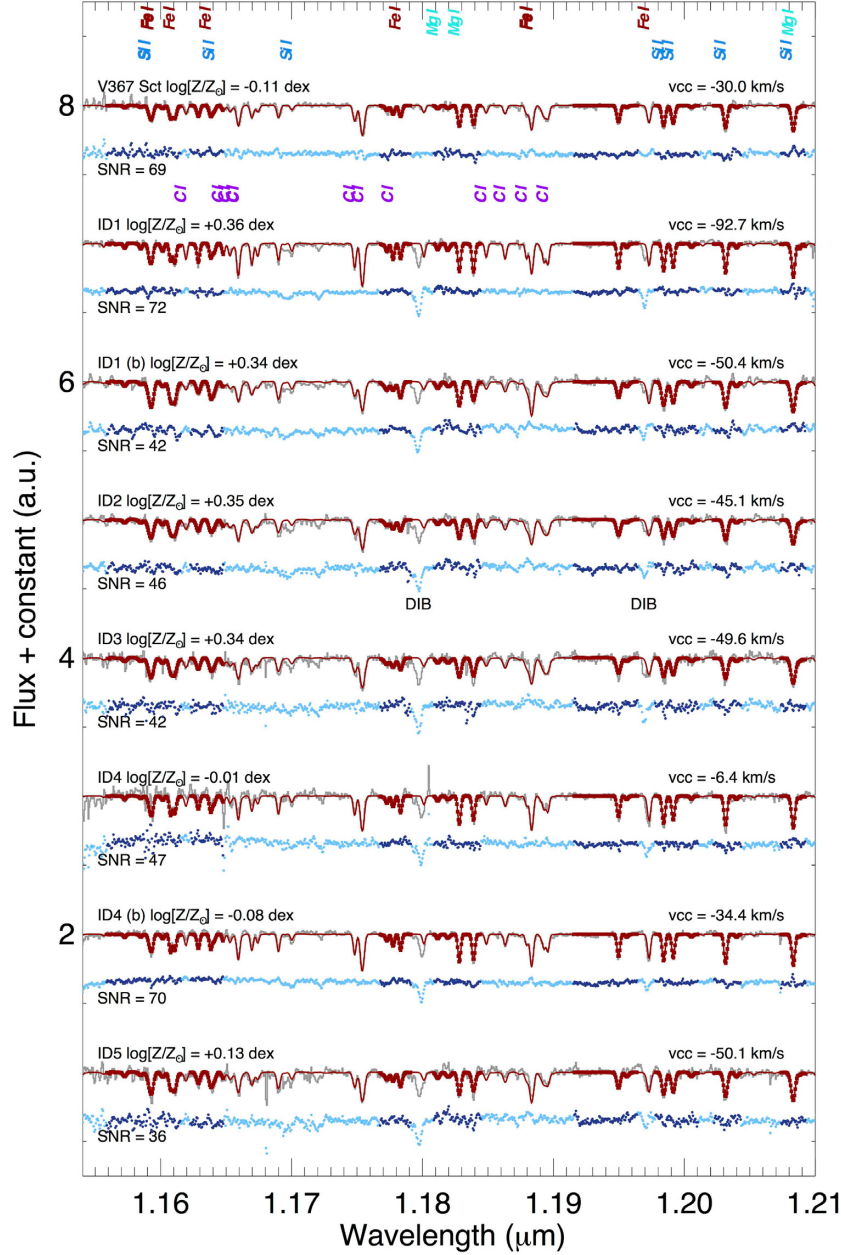 Fe I Fe I Fe I Fe I Mg I Mg I Fe I Fe I Mg I
Si I Si I Si I Si I Si I Si I Si I
V367 Sct log[Z/Z☉] = -0.11 dex vcc = -30.0 km/s
8
SNR = 69
C I C I C I C I C I C I C I C I C I C I C I
ID1 log[Z/Z☉] = +0.36 dex vcc = -92.7 km/s
SNR = 72
ID1 (b) log[Z/Z☉] = +0.34 dex vcc = -50.4 km/s
6
SNR = 42
ID2 log[Z/Z☉] = +0.35 dex vcc = -45.1 km/s
SNR = 46
DIB DIB
ID3 log[Z/Z☉] = +0.34 dex vcc = -49.6 km/s
4
SNR = 42
ID4 log[Z/Z☉] = -0.01 dex vcc = -6.4 km/s
SNR = 47
ID4 (b) log[Z/Z☉] = -0.08 dex vcc = -34.4 km/s
2
SNR = 70
ID5 log[Z/Z☉] = +0.13 dex vcc = -50.1 km/s
SNR = 36
Flux + constant (a.u.)
1.16 1.17 1.18 1.19 1.20 1.21
Wavelength (μm)